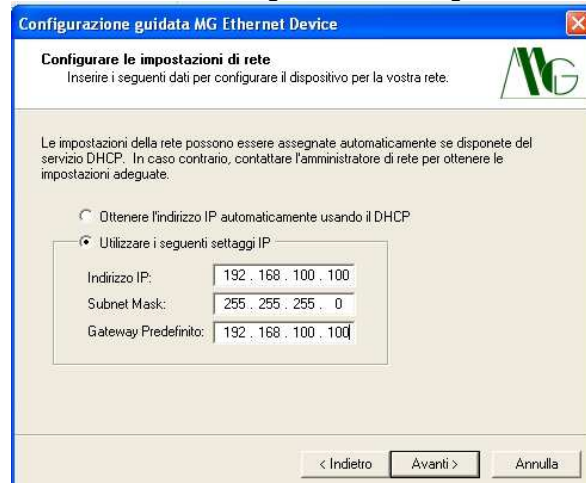 Configurazione guidata MG Ethernet Device
Configurare le impostazioni di rete
Inserire i seguenti dati per configurare il dispositivo per la vostra rete.
MG
Le impostazioni della rete possono essere assegnate automaticamente se disponete del
servizio DHCP. In caso contrario, contattare l'amministratore di rete per ottenere le
impostazioni adeguate.
Ottenere l'indirizzo IP automaticamente usando il DHCP
Utilizzare i seguenti settaggi IP
Indirizzo IP: 192 . 168 . 100 . 100
Subnet Mask: 255 . 255 . 255 . 0
Gateway Predefinito: 192 . 168 . 100 . 100
< Indietro Avanti > Annulla